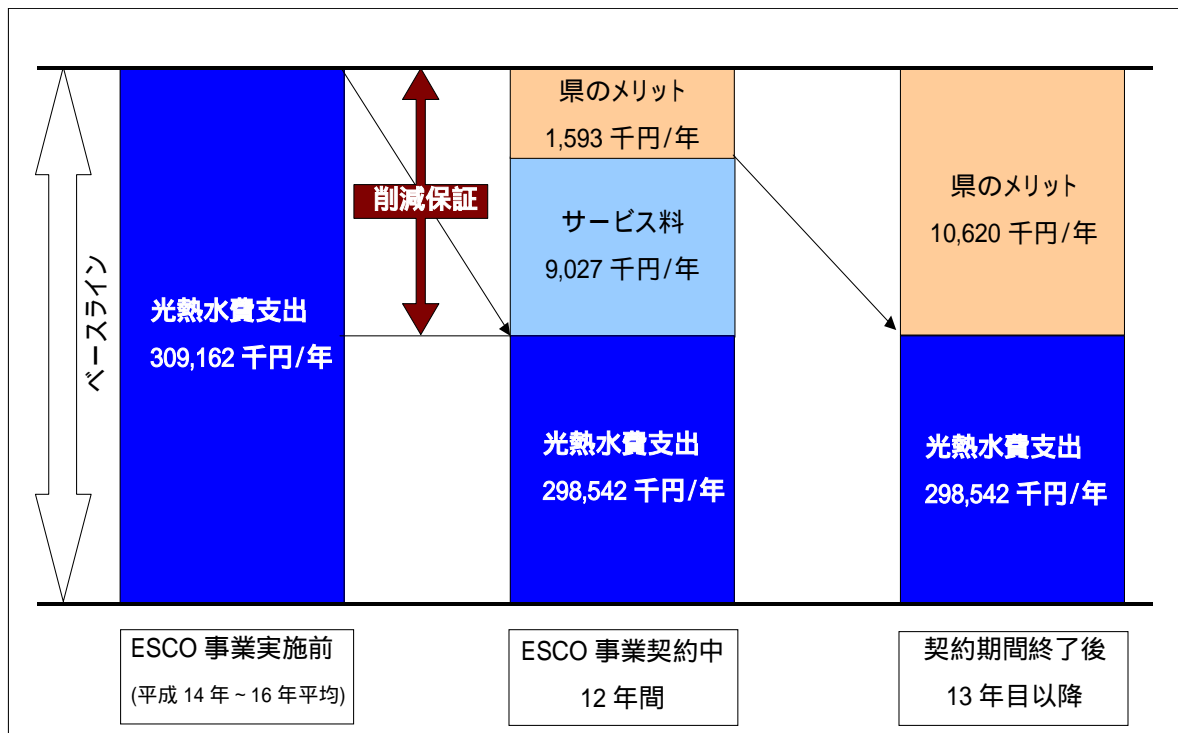 ベースライン
光熱水費支出
309,162 千円/年
削減保証
県のメリット
1,593 千円/年
サービス料
9,027 千円/年
光熱水費支出
298,542 千円/年
県のメリット
10,620 千円/年
光熱水費支出
298,542 千円/年
ESCO 事業実施前
(平成 14 年~16 年平均)
ESCO 事業契約中
12 年間
契約期間終了後
13 年目以降